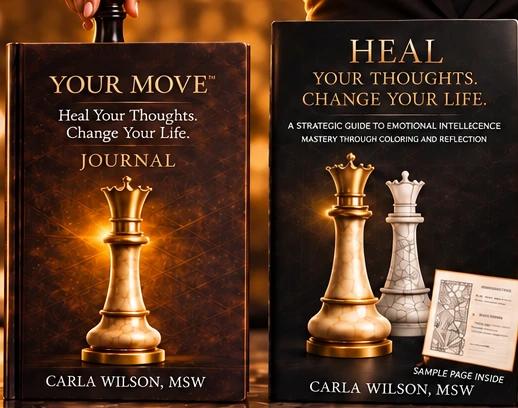 YOUR MOVE™
Heal Your Thoughts.
Change Your Life.
JOURNAL
CARLA WILSON, MSW
HEAL
YOUR THOUGHTS.
CHANGE YOUR LIFE.
A STRATEGIC GUIDE TO EMOTIONAL INTELLECENCE
MASTERY THROUGH COLORING AND REFLECTION
SAMPLE PAGE INSIDE
CARLA WILSON, MSW